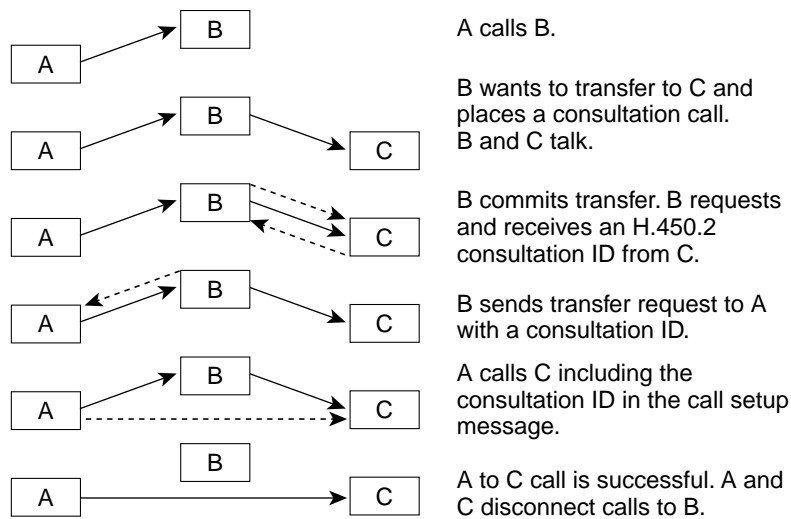 B
A
A calls B.
B
A
C
B wants to transfer to C and
places a consultation call.
B and C talk.
B
A
C
B commits transfer. B requests
and receives an H.450.2
consultation ID from C.
B
A
C
B sends transfer request to A
with a consultation ID.
B
A
C
A calls C including the
consultation ID in the call setup
message.
B
A
C
A to C call is successful. A and
C disconnect calls to B.